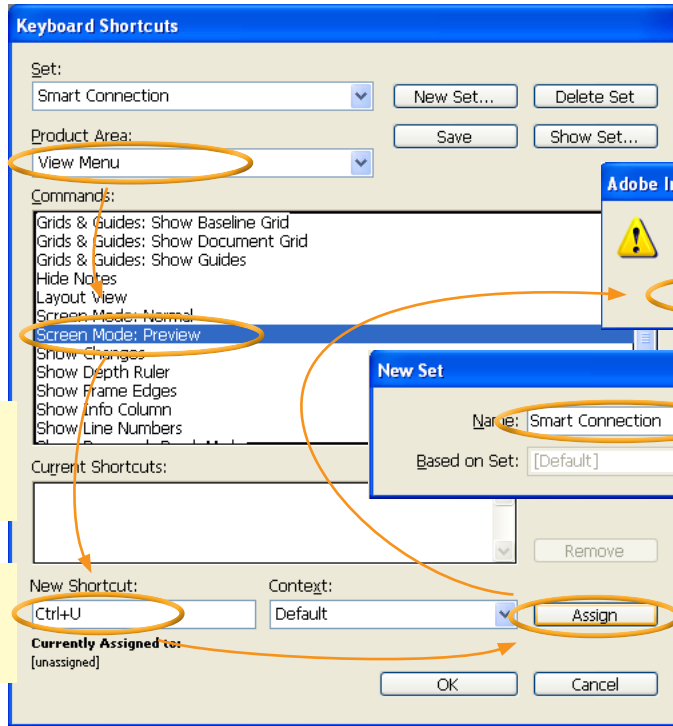 Keyboard Shortcuts
Set:
Smart Connection
New Set...
Delete Set
Product Area:
Save
Show Set...
View Menu
Adobe In
Commands:
Grids & Guides: Show Baseline Grid
Grids & Guides: Show Document Grid
Grids & Guides: Show Guides
Hide Notes
Layout View
Screen Mode: Normal
Screen Mode: Preview
Show Changes
Show Depth Ruler
Show Frame Edges
Show Info Column
Show Line Numbers
New Set
Name: Smart Connection
Based on Set: [Default]
Current Shortcuts:
Remove
New Shortcut:
Context:
Ctrl+U
Default
Assign
Currently Assigned to:
[unassigned]
OK
Cancel